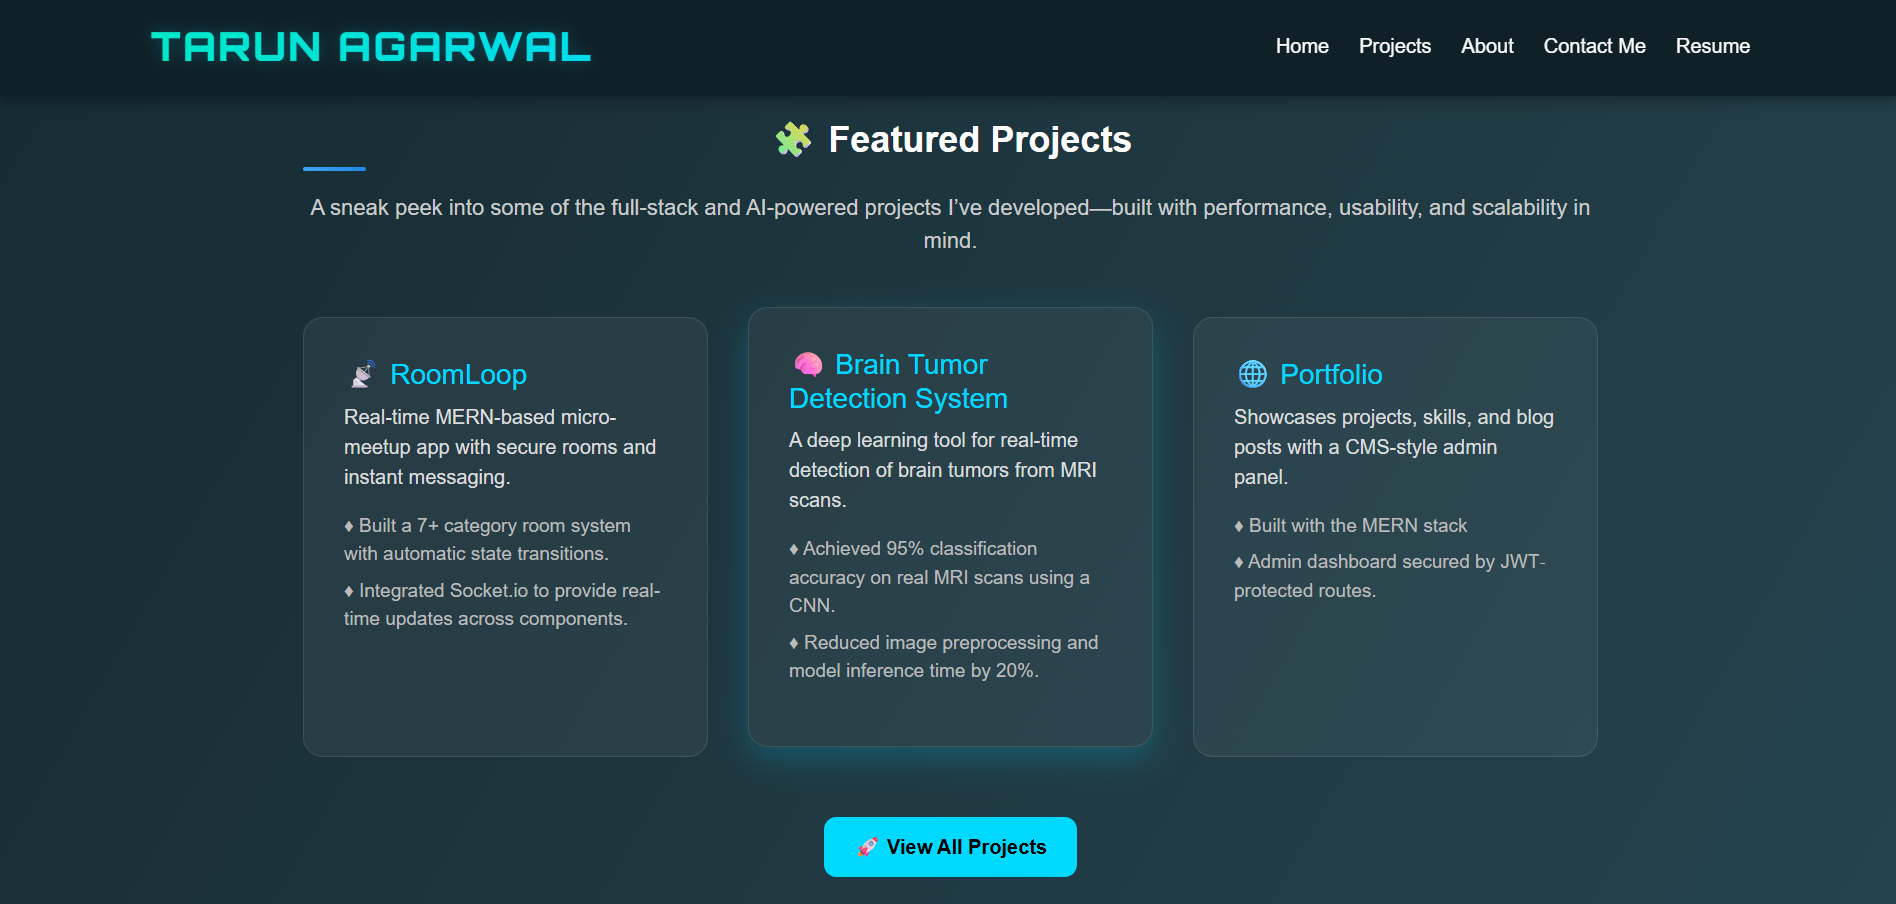 TARUN AGARWAL
Home
Projects
About
Contact Me
Resume
Featured Projects
A sneak peek into some of the full-stack and AI-powered projects I’ve developed—built with performance, usability, and scalability in
mind.
RoomLoop
Real-time MERN-based micro-
meetup app with secure rooms and
instant messaging.
♦ Built a 7+ category room system
with automatic state transitions.
♦ Integrated Socket.io to provide real-
time updates across components.
Brain Tumor
Detection System
A deep learning tool for real-time
detection of brain tumors from MRI
scans.
♦ Achieved 95% classification
accuracy on real MRI scans using a
CNN.
♦ Reduced image preprocessing and
model inference time by 20%.
Portfolio
Showcases projects, skills, and blog
posts with a CMS-style admin
panel.
♦ Built with the MERN stack
♦ Admin dashboard secured by JWT-
protected routes.
View All Projects